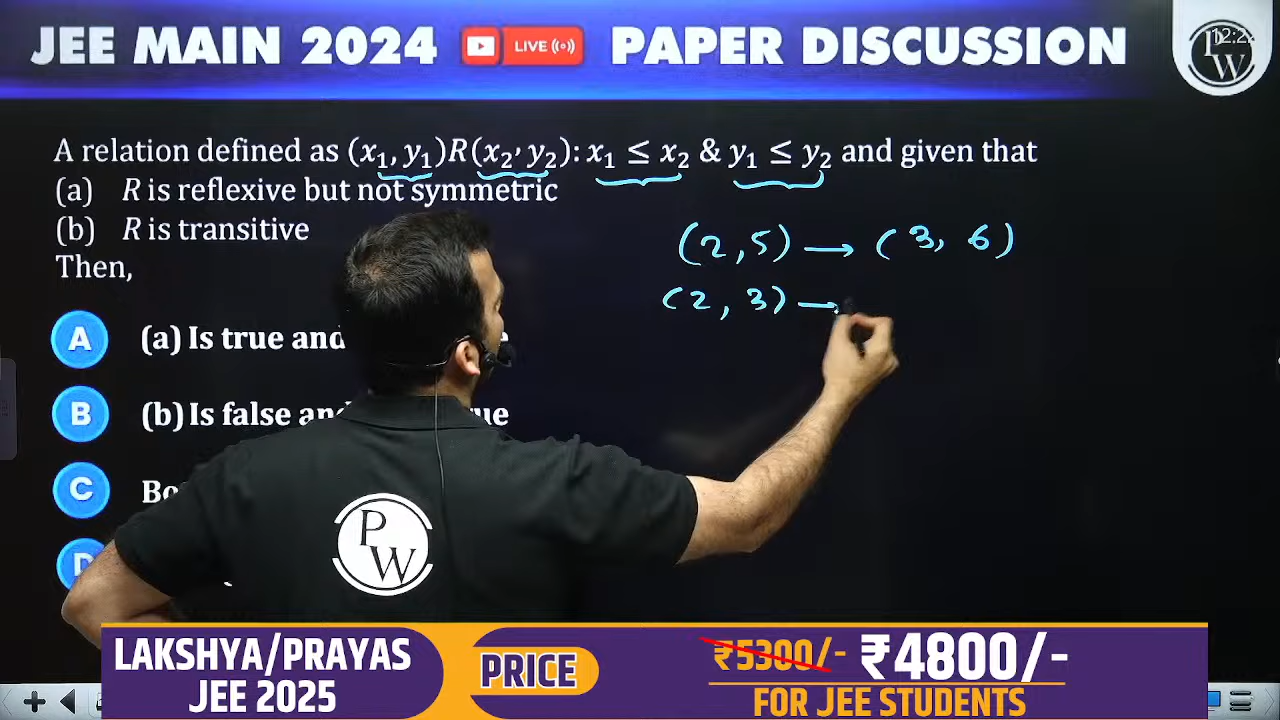 JEE MAIN 2024 LIVE PAPER DISCUSSION
12:22
P
W
A relation defined as (x₁, y₁)R(x₂, y₂): x₁ ≤ x₂ & y₁ ≤ y₂ and given that
(a) R is reflexive but not symmetric
(b) R is transitive
Then,
(2,5) → (3, 6)
(2, 3) →
A (a) Is true and
B (b) Is false and
C
D
P
W
LAKSHYA/PRAYAS
JEE 2025
PRICE
₹5300/- ₹4800/-
FOR JEE STUDENTS